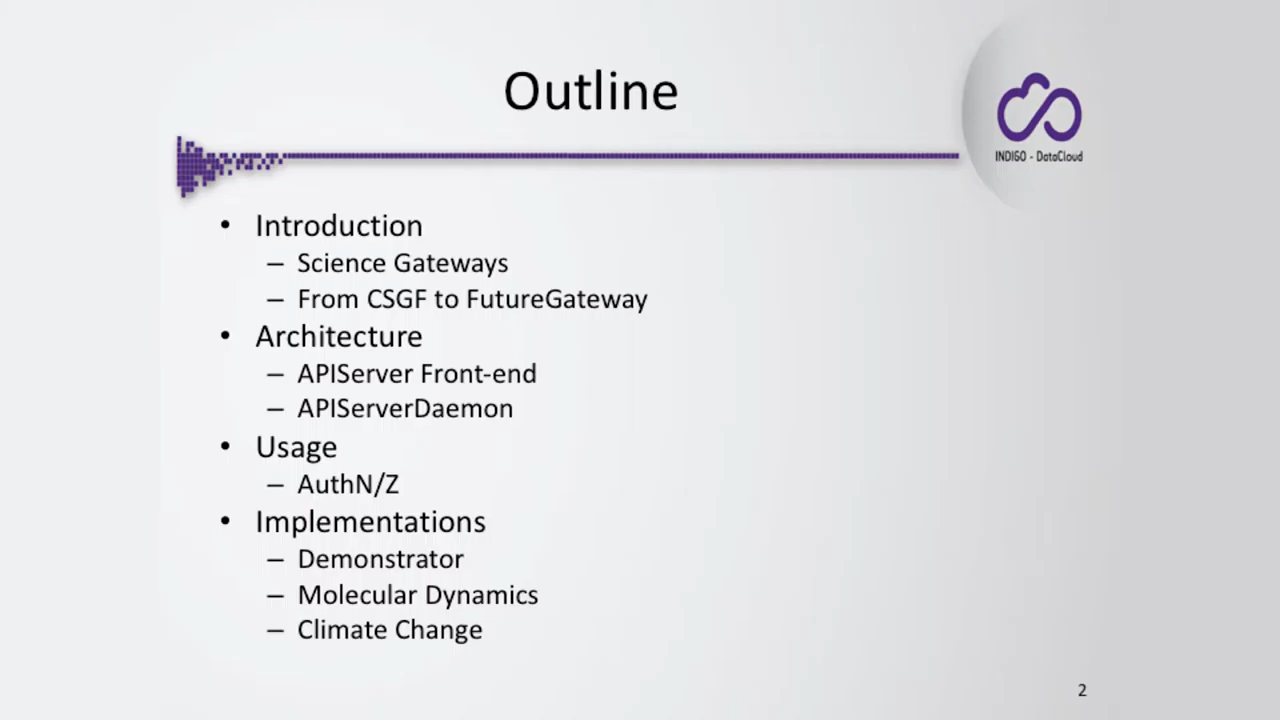 Outline
INDIGO - DataCloud
• Introduction
– Science Gateways
– From CSGF to FutureGateway
• Architecture
– APIServer Front-end
– APIServerDaemon
• Usage
– AuthN/Z
• Implementations
– Demonstrator
– Molecular Dynamics
– Climate Change
2